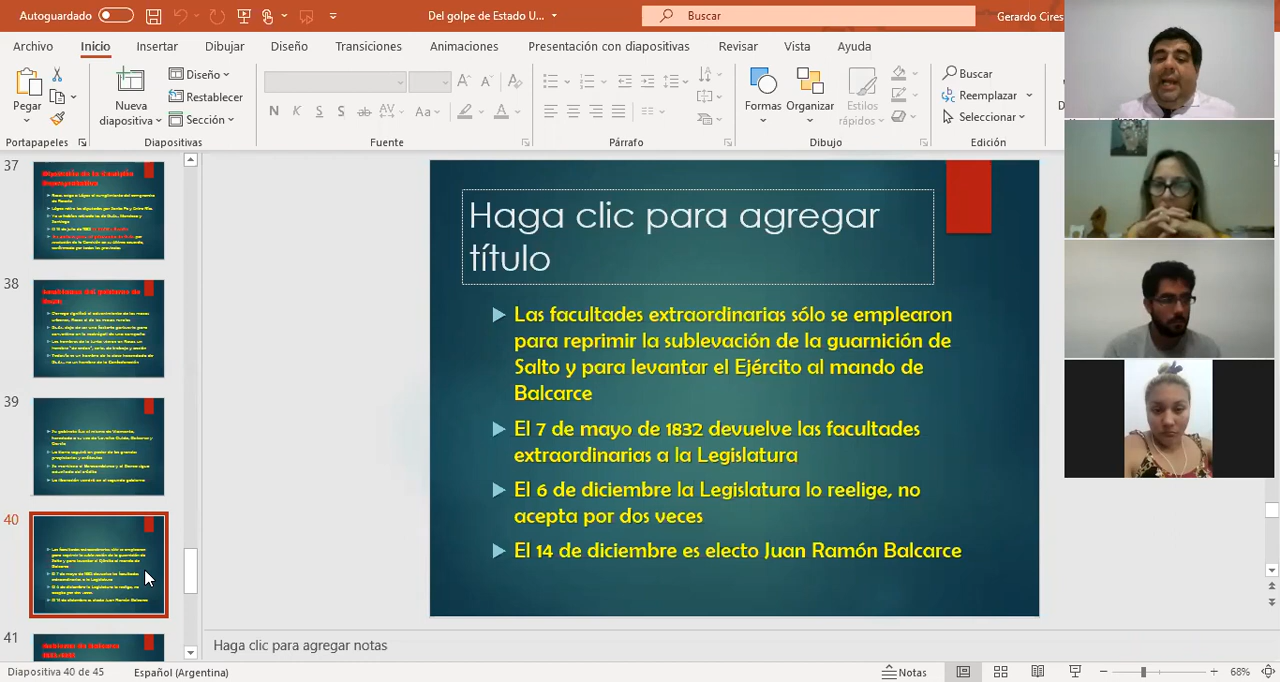 Autoguardado
Del golpe de Estado U...
Buscar
Gerardo Cires
Archivo
Inicio
Insertar
Dibujar
Diseño
Transiciones
Animaciones
Presentación con diapositivas
Revisar
Vista
Ayuda
Pegar
Nueva
diapositiva
Diseño
Restablecer
Sección
N K S S ab AV Aa A
Formas
Organizar
Estilos
rápidos
Buscar
Reemplazar
Seleccionar
Portapapeles
Diapositivas
Fuente
Párrafo
Dibujo
Edición
37
38
39
40
41
Haga clic para agregar
título
Las facultades extraordinarias sólo se emplearon
para reprimir la sublevación de la guarnición de
Salto y para levantar el Ejército al mando de
Balcarce
El 7 de mayo de 1832 devuelve las facultades
extraordinarias a la Legislatura
El 6 de diciembre la Legislatura lo reelige, no
acepta por dos veces
El 14 de diciembre es electo Juan Ramón Balcarce
Haga clic para agregar notas
Diapositiva 40 de 45
Español (Argentina)
Notas
68%